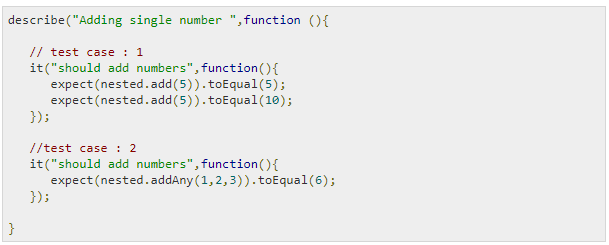 describe("Adding single number ",function (){
// test case : 1
it("should add numbers",function(){
expect(nested.add(5)).toEqual(5);
expect(nested.add(5)).toEqual(10);
});
//test case : 2
it("should add numbers",function(){
expect(nested.addAny(1,2,3)).toEqual(6);
});
}